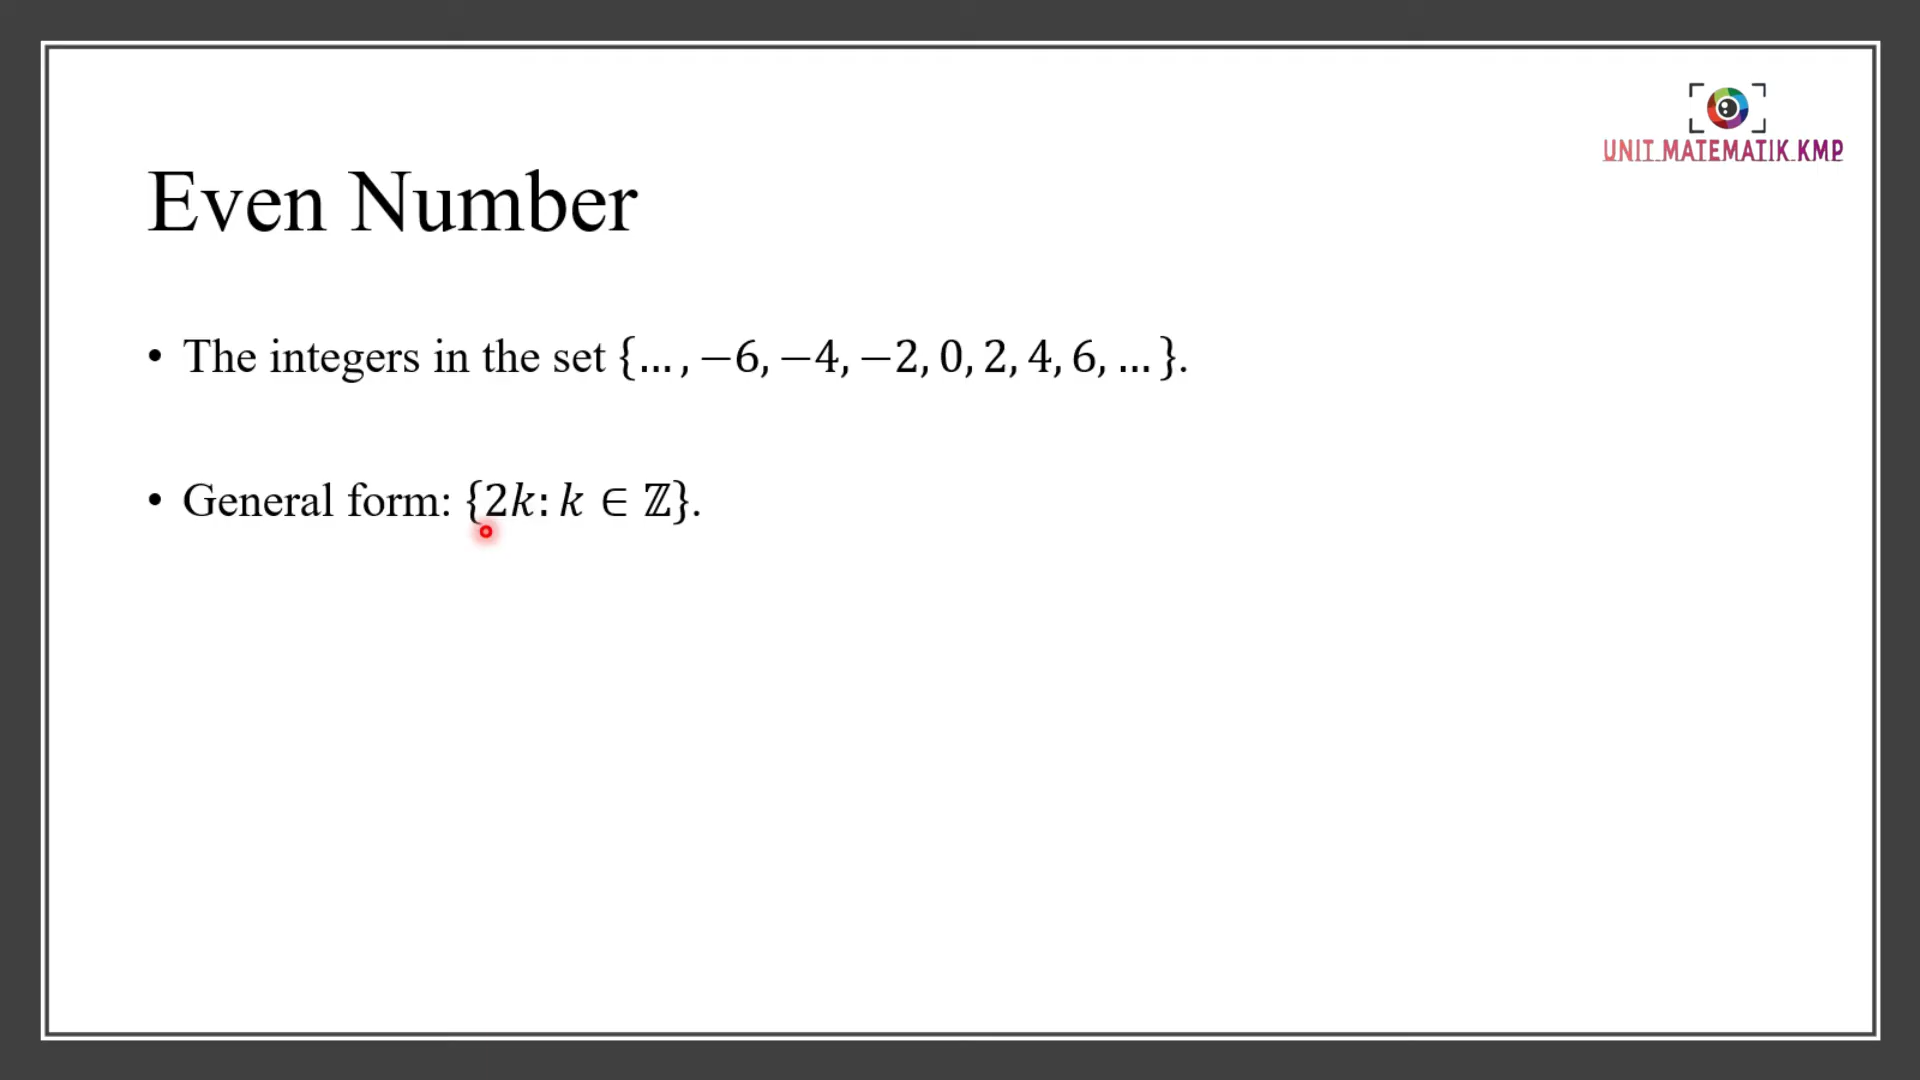 UNIT.MATEMATIK.KMP
Even Number
• The integers in the set {…, −6, −4, −2, 0, 2, 4, 6, …}.
• General form: {2k: k ∈ ℤ}.